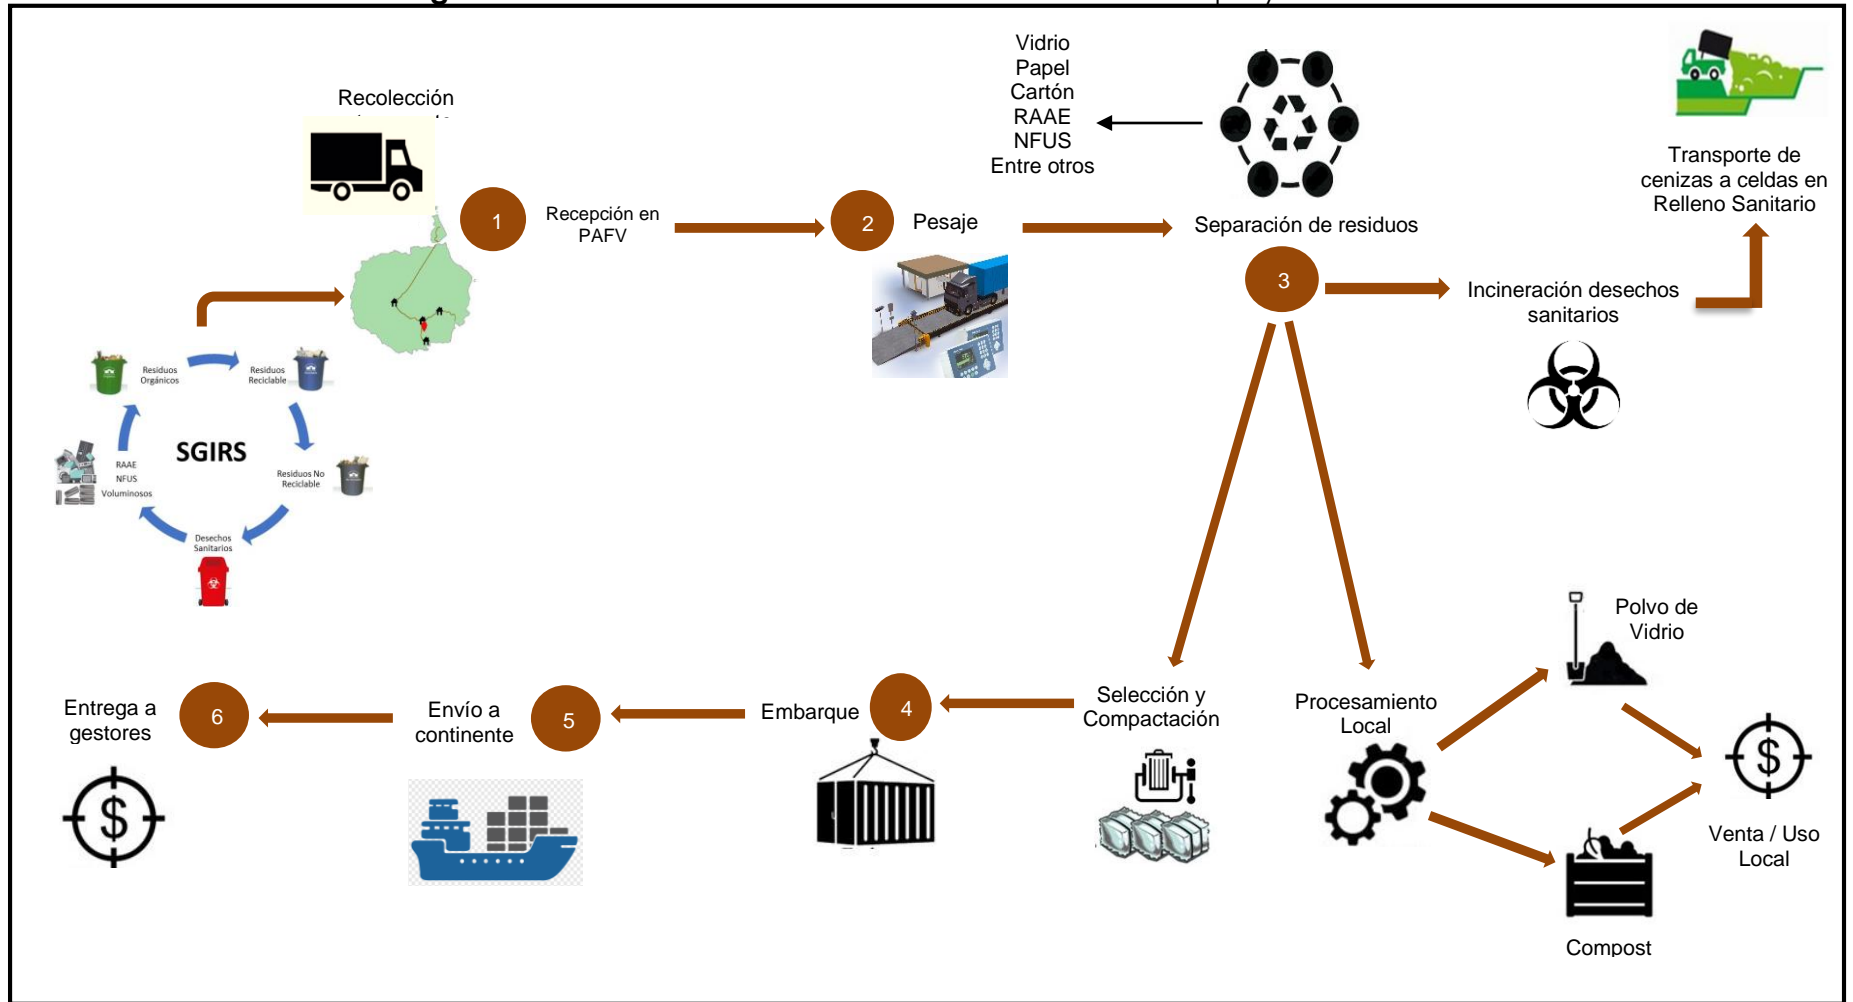 Recolección
Vidrio
Papel
Cartón
RAAE
NFUS
Entre otros
Transporte de
cenizas a celdas en
Relleno Sanitario
1
Recepción en
PAFV
2
Pesaje
Separación de residuos
3
Incineración desechos
sanitarios
Residuos
Orgánicos
Residuos
Reciclable
SGIRS
RAAE
NFUS
Voluminosos
Residuos No
Reciclable
Desechos
Sanitarios
Polvo de
Vidrio
Entrega a
gestores
6
Envío a
continente
5
Embarque
4
Selección y
Compactación
Procesamiento
Local
$
$
Venta / Uso
Local
Compost